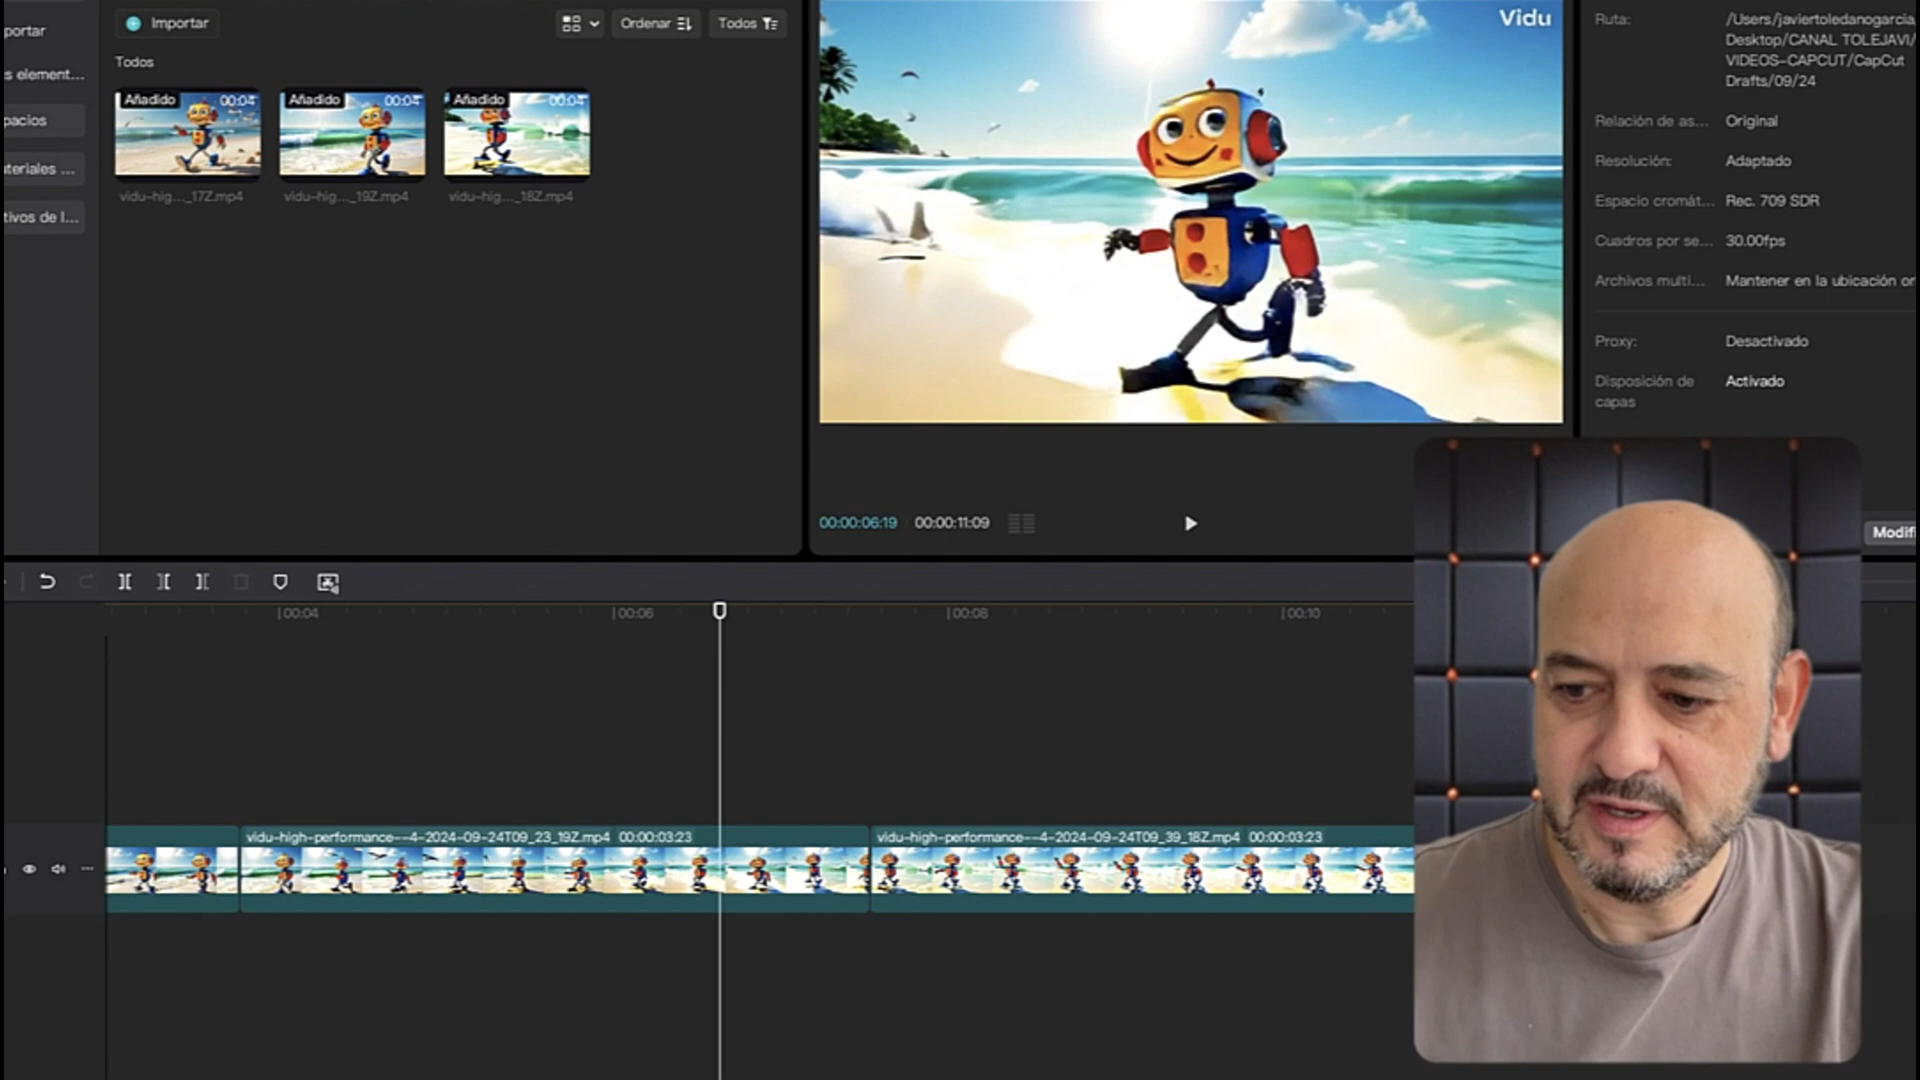 portar
s element...
pacios
teriales ...
tivos de l...
Importar
Ordenar
Todos
Todos
Añadido 00:04
Añadido 00:04
Añadido 00:04
vidu-hig..._17Z.mp4
vidu-hig..._19Z.mp4
vidu-hig..._18Z.mp4
Vidu
00:00:06:19 00:00:11:09
Ruta: /Users/javiertoledanogarcia/
Desktop/CANAL TOLEJAVI/
VIDEOS-CAPCUT/CapCut
Drafts/09/24
Relación de as... Original
Resolución: Adaptado
Espacio cromát... Rec. 709 SDR
Cuadros por se... 30.00fps
Archivos multi... Mantener en la ubicación or
Proxy: Desactivado
Disposición de capas Activado
Modifi
00:04
00:06
00:08
00:10
vidu-high-performance--4-2024-09-24T09_23_19Z.mp4 00:00:03:23
vidu-high-performance--4-2024-09-24T09_39_18Z.mp4 00:00:03:23